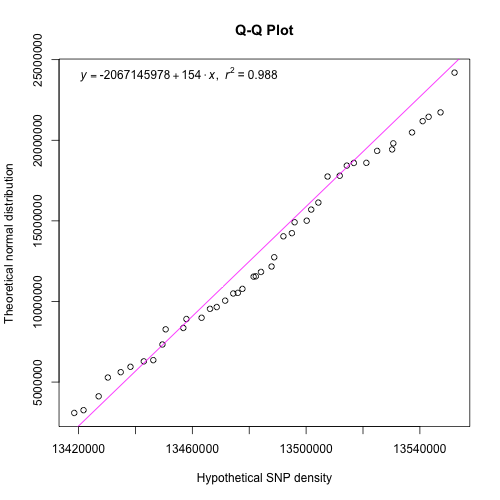 Q-Q Plot
y = -2067145978 + 154 · x, r² = 0.988
Theoretical normal distribution
25000000
20000000
15000000
10000000
5000000
13420000 13460000 13500000 13540000
Hypothetical SNP density